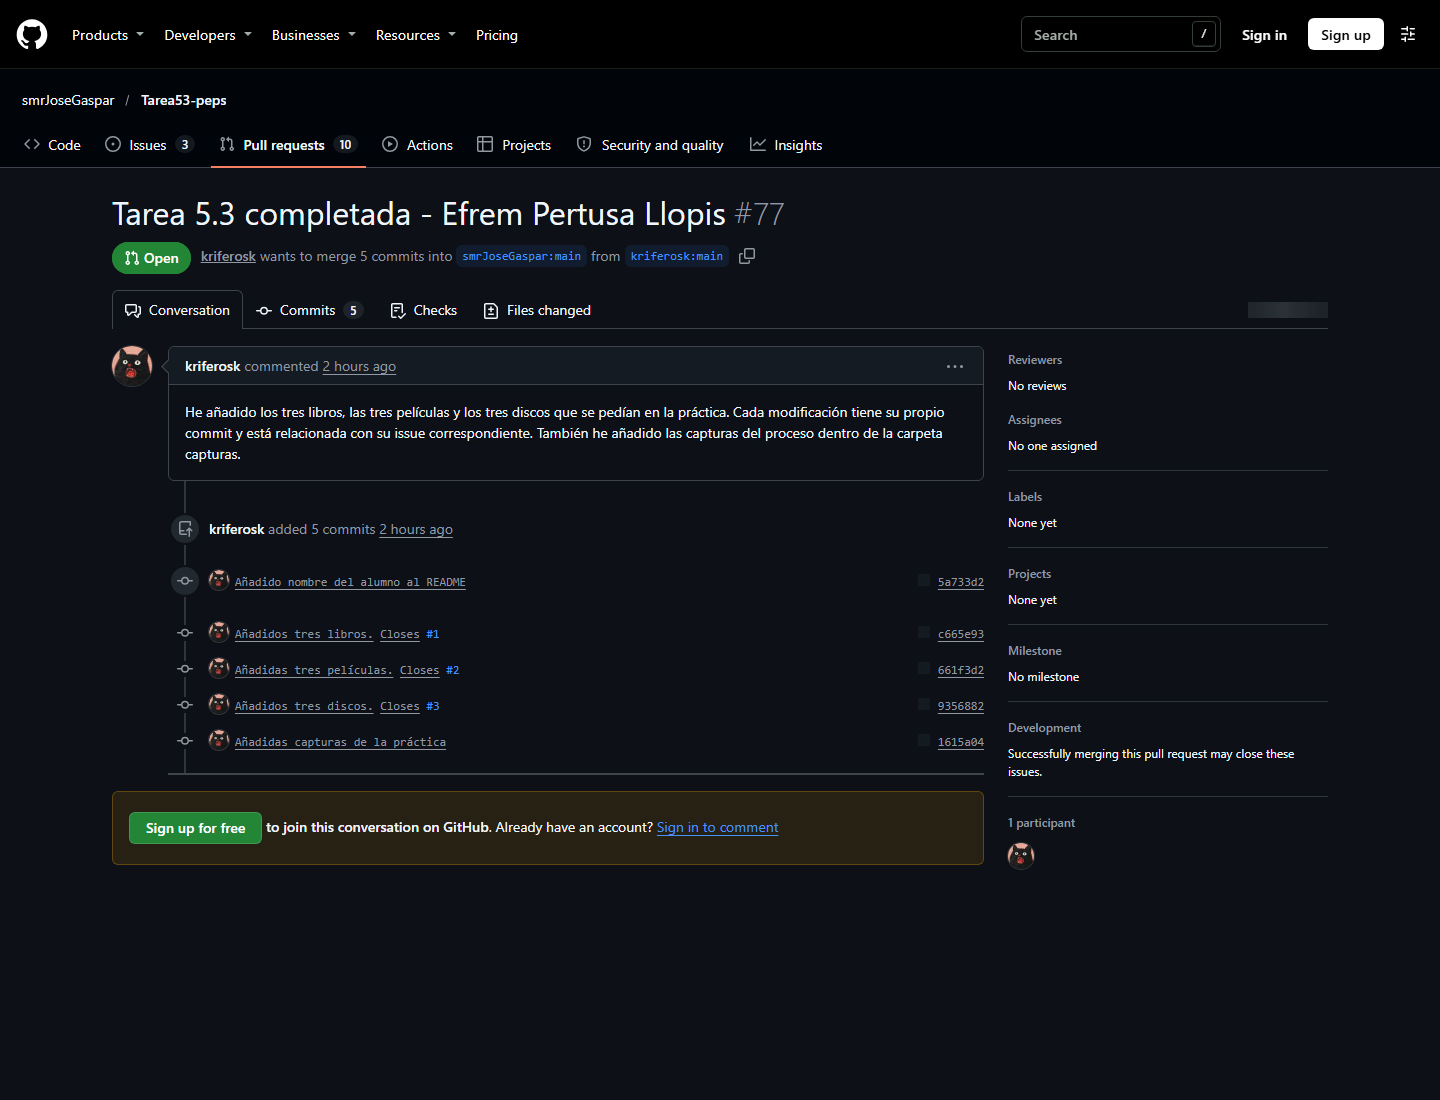 Products Developers Businesses Resources Pricing Search / Sign in Sign up
smrJoseGaspar / Tarea53-peps
Code Issues 3 Pull requests 10 Actions Projects Security and quality Insights
Tarea 5.3 completada - Efrem Pertusa Llopis #77
Open kriferosk wants to merge 5 commits into smrJoseGaspar:main from kriferosk:main
Conversation Commits 5 Checks Files changed
kriferosk commented 2 hours ago
He añadido los tres libros, las tres películas y los tres discos que se pedían en la práctica. Cada modificación tiene su propio
commit y está relacionada con su issue correspondiente. También he añadido las capturas del proceso dentro de la carpeta
capturas.
kriferosk added 5 commits 2 hours ago
Añadido nombre del alumno al README 5a733d2
Añadidos tres libros. Closes #1 c665e93
Añadidas tres películas. Closes #2 661f3d2
Añadidos tres discos. Closes #3 9356882
Añadidas capturas de la práctica 1615a04
Sign up for free to join this conversation on GitHub. Already have an account? Sign in to comment
Reviewers
No reviews
Assignees
No one assigned
Labels
None yet
Projects
None yet
Milestone
No milestone
Development
Successfully merging this pull request may close these
issues.
1 participant